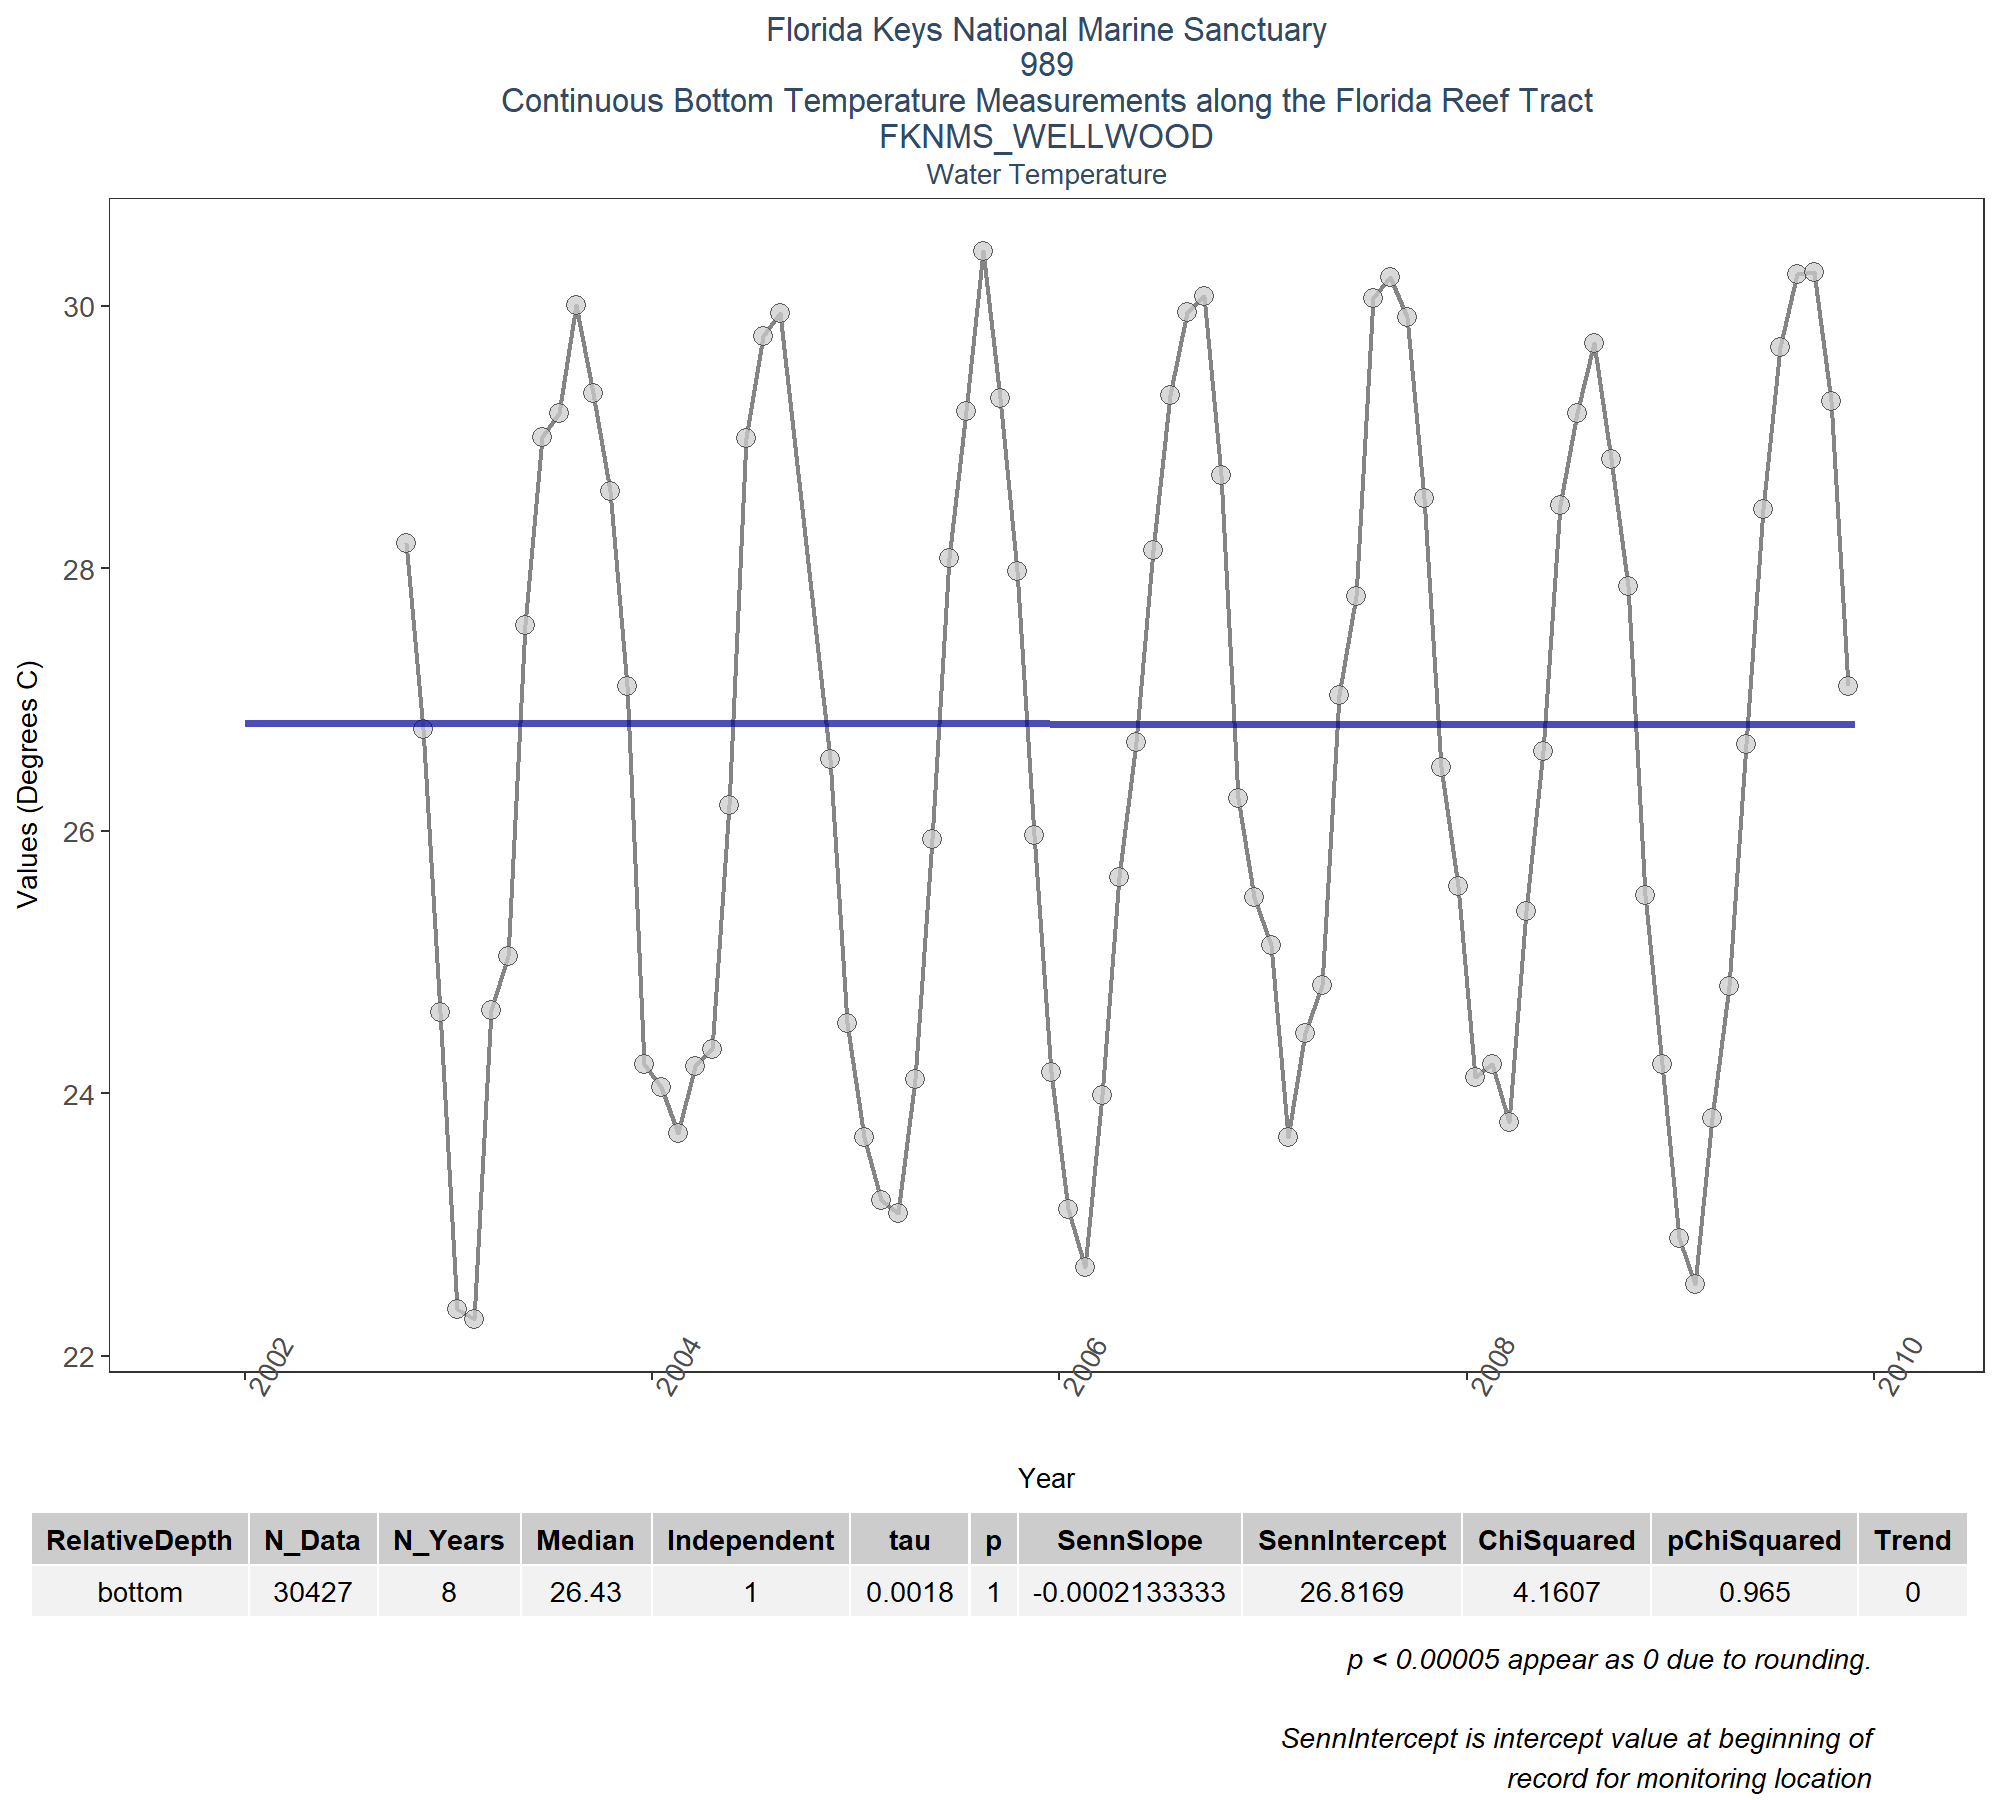 Florida Keys National Marine Sanctuary
989
Continuous Bottom Temperature Measurements along the Florida Reef Tract
FKNMS_WELLWOOD
Water Temperature
30
28
26
24
22
Values (Degrees C)
2002 2004 2006 2008 2010
Year
RelativeDepth N_Data N_Years Median Independent tau p SennSlope SennIntercept ChiSquared pChiSquared Trend
bottom 30427 8 26.43 1 0.0018 1 -0.0002133333 26.8169 4.1607 0.965 0
p < 0.00005 appear as 0 due to rounding.
SennIntercept is intercept value at beginning of
record for monitoring location